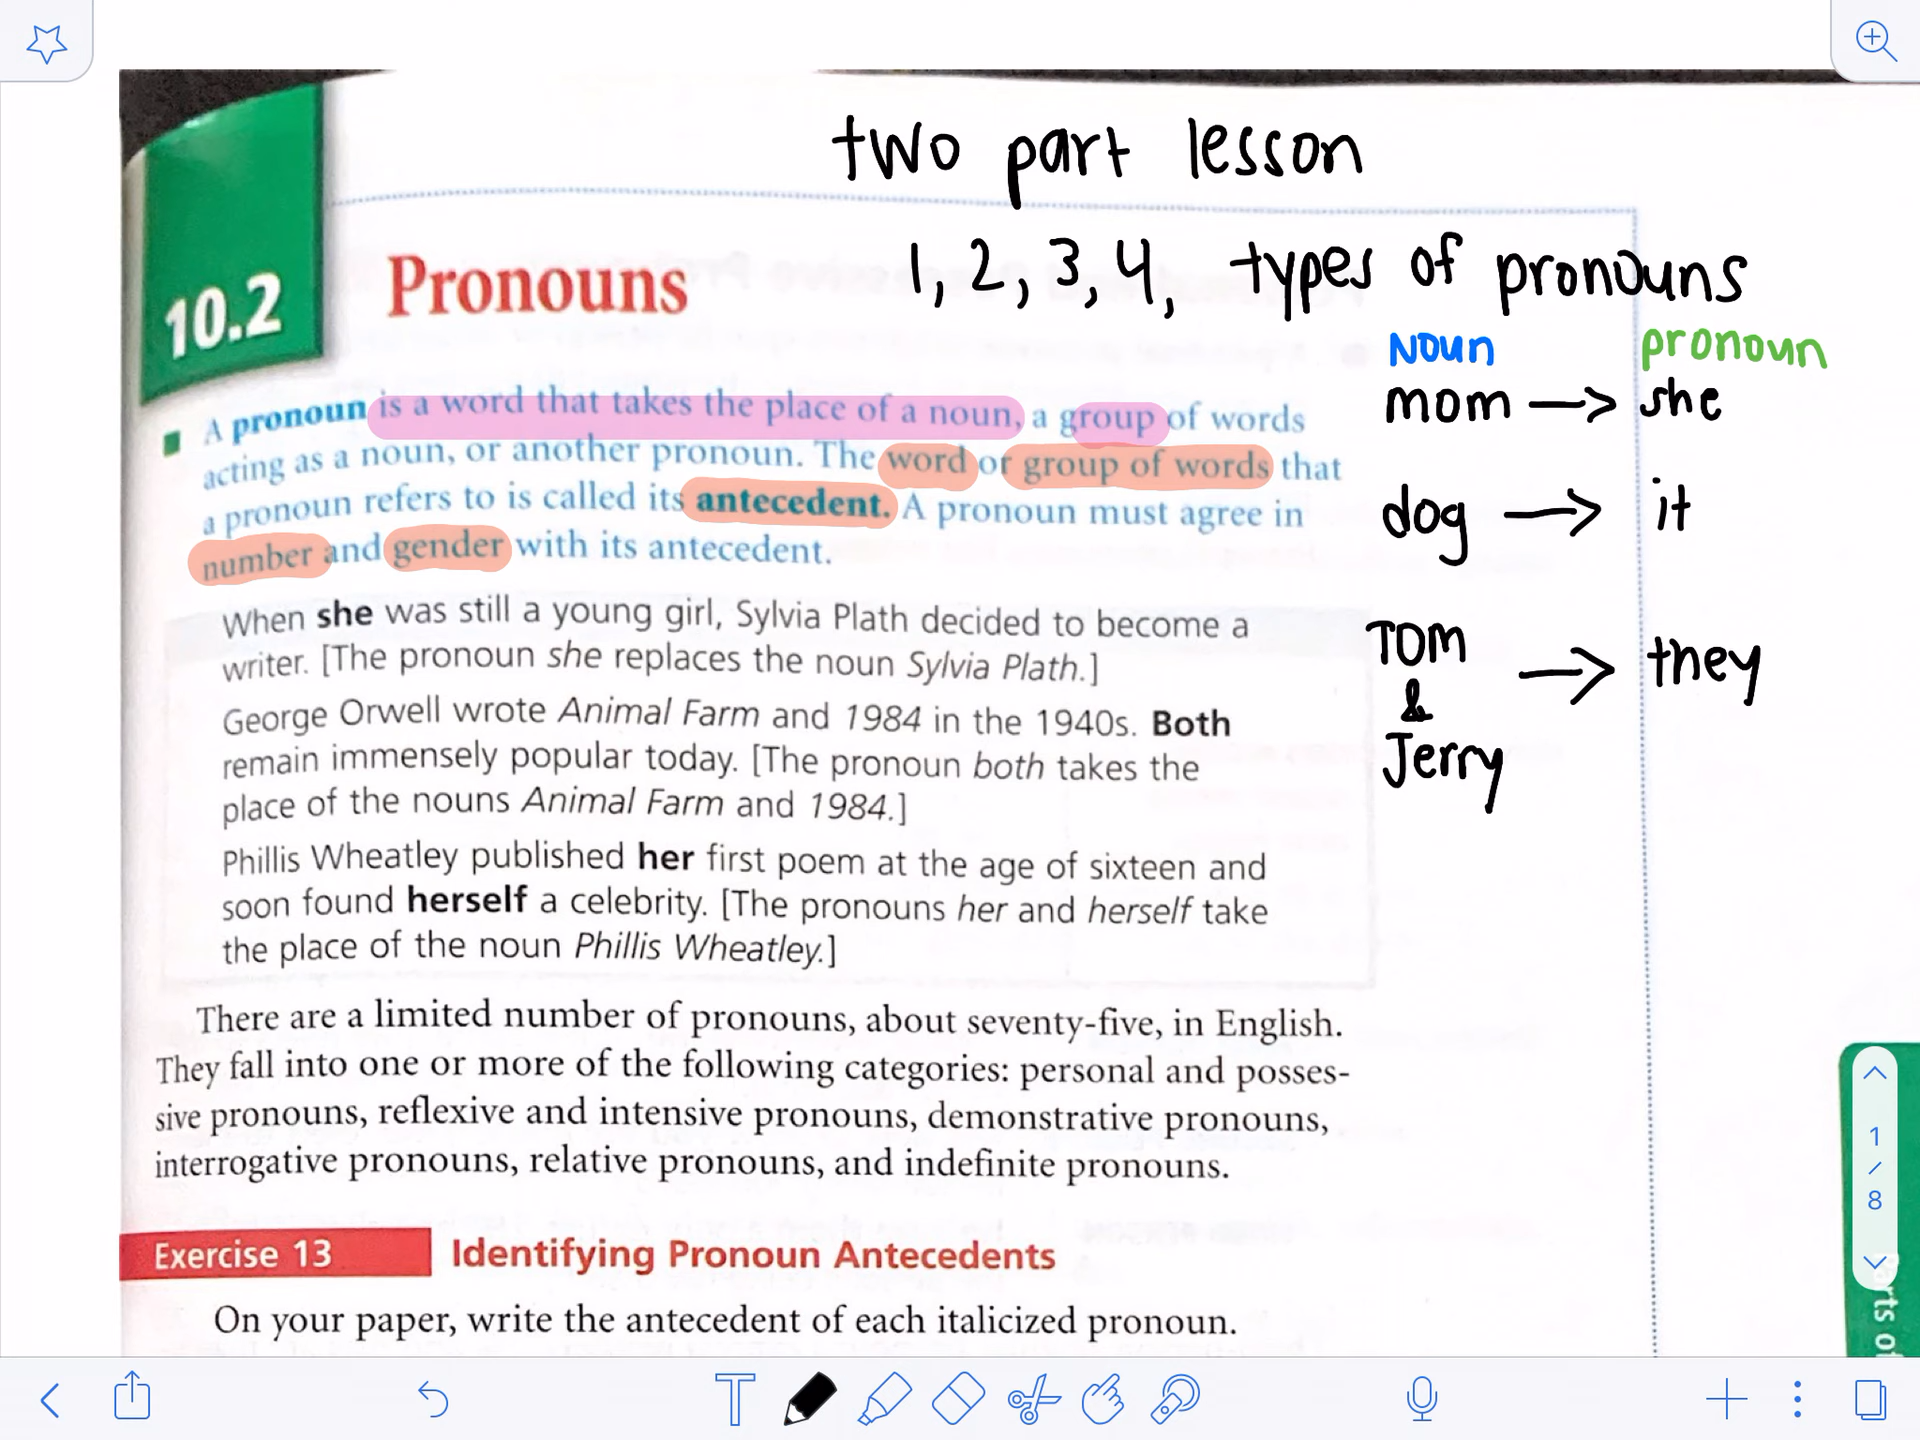 two part lesson
10.2
Pronouns
1, 2, 3, 4, types of pronouns
Noun pronoun
mom → she
dog → it
TOM
&
Jerry → they
A pronoun is a word that takes the place of a noun, a group of words
acting as a noun, or another pronoun. The word or group of words that
a pronoun refers to is called its antecedent. A pronoun must agree in
number and gender with its antecedent.
When she was still a young girl, Sylvia Plath decided to become a
writer. [The pronoun she replaces the noun Sylvia Plath.]
George Orwell wrote Animal Farm and 1984 in the 1940s. Both
remain immensely popular today. [The pronoun both takes the
place of the nouns Animal Farm and 1984.]
Phillis Wheatley published her first poem at the age of sixteen and
soon found herself a celebrity. [The pronouns her and herself take
the place of the noun Phillis Wheatley.]
There are a limited number of pronouns, about seventy-five, in English.
They fall into one or more of the following categories: personal and posses-
sive pronouns, reflexive and intensive pronouns, demonstrative pronouns,
interrogative pronouns, relative pronouns, and indefinite pronouns.
Exercise 13 Identifying Pronoun Antecedents
On your paper, write the antecedent of each italicized pronoun.
1
/
8